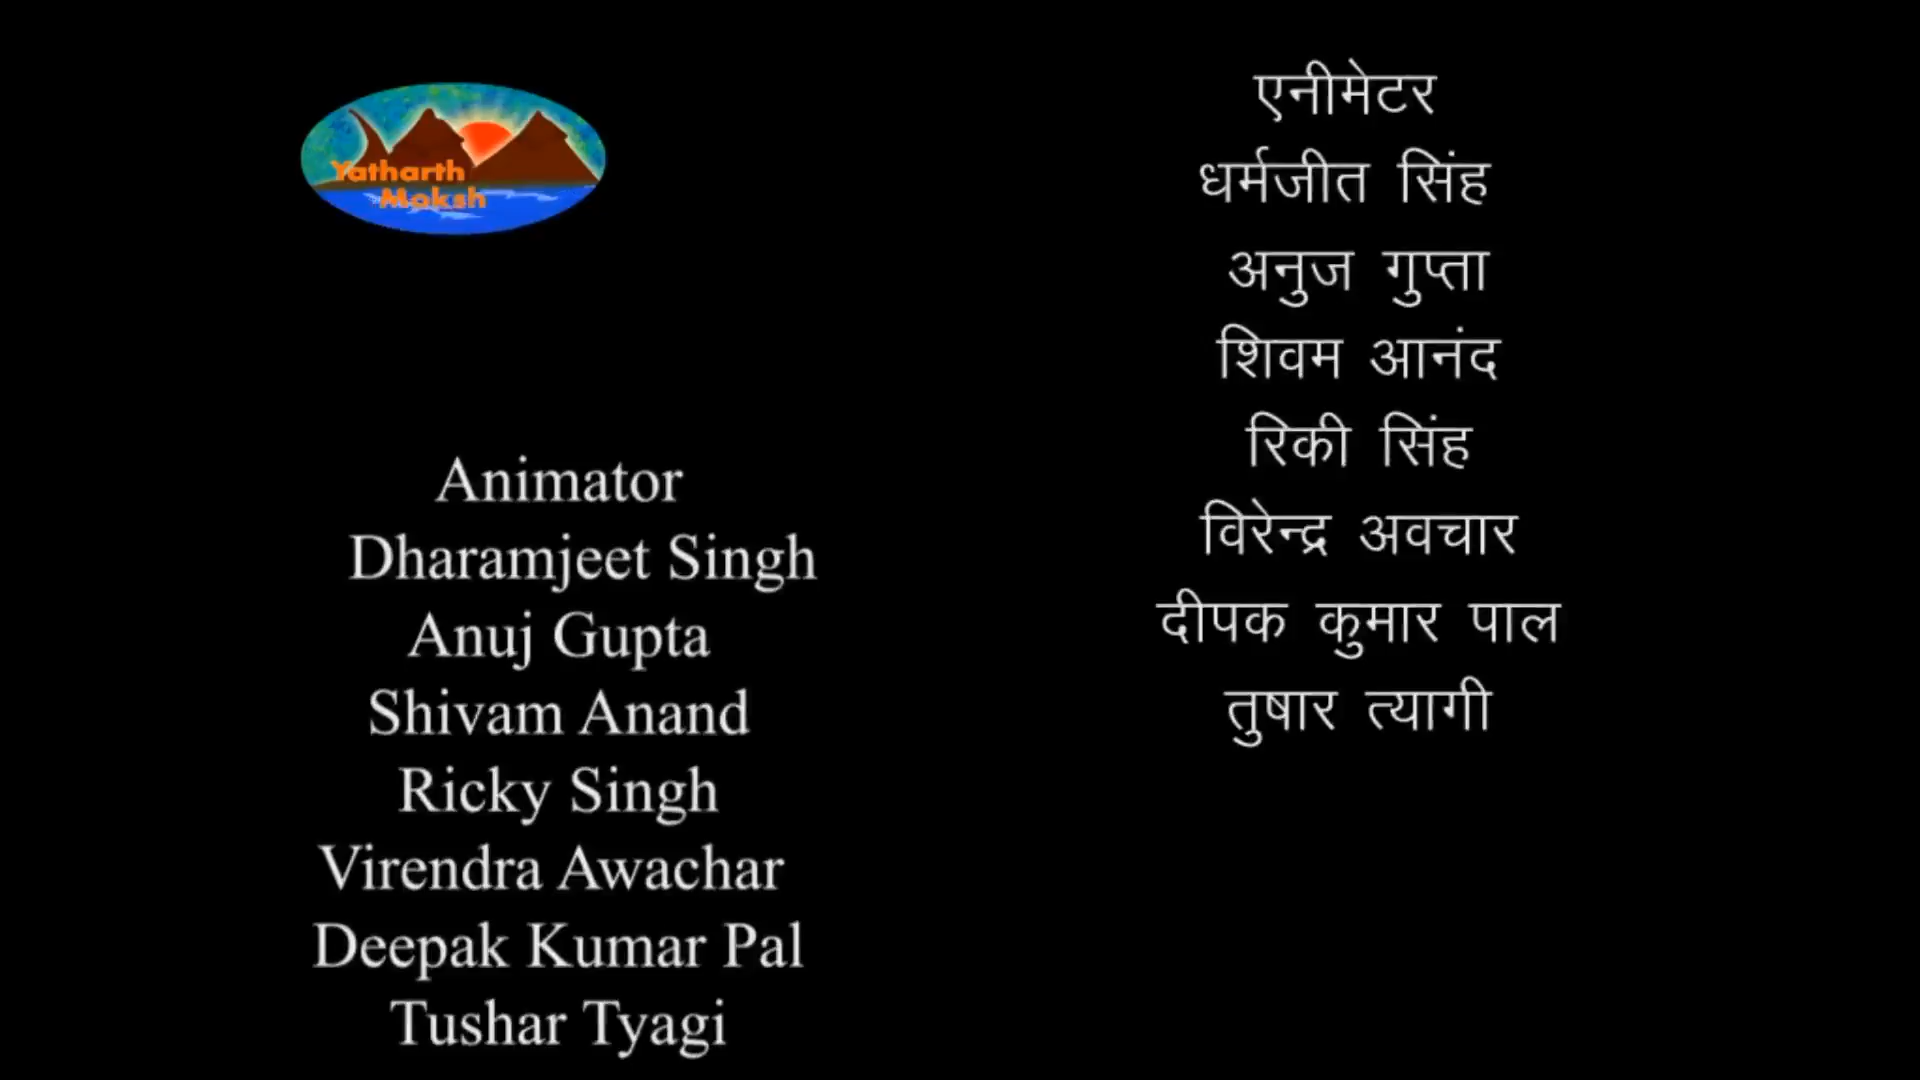 Yatharth
Moksh
Animator
Dharamjeet Singh
Anuj Gupta
Shivam Anand
Ricky Singh
Virendra Awachar
Deepak Kumar Pal
Tushar Tyagi
एनीमेटर
धर्मजीत सिंह
अनुज गुप्ता
शिवम आनंद
रिकी सिंह
विरेन्द्र अवचार
दीपक कुमार पाल
तुषार त्यागी